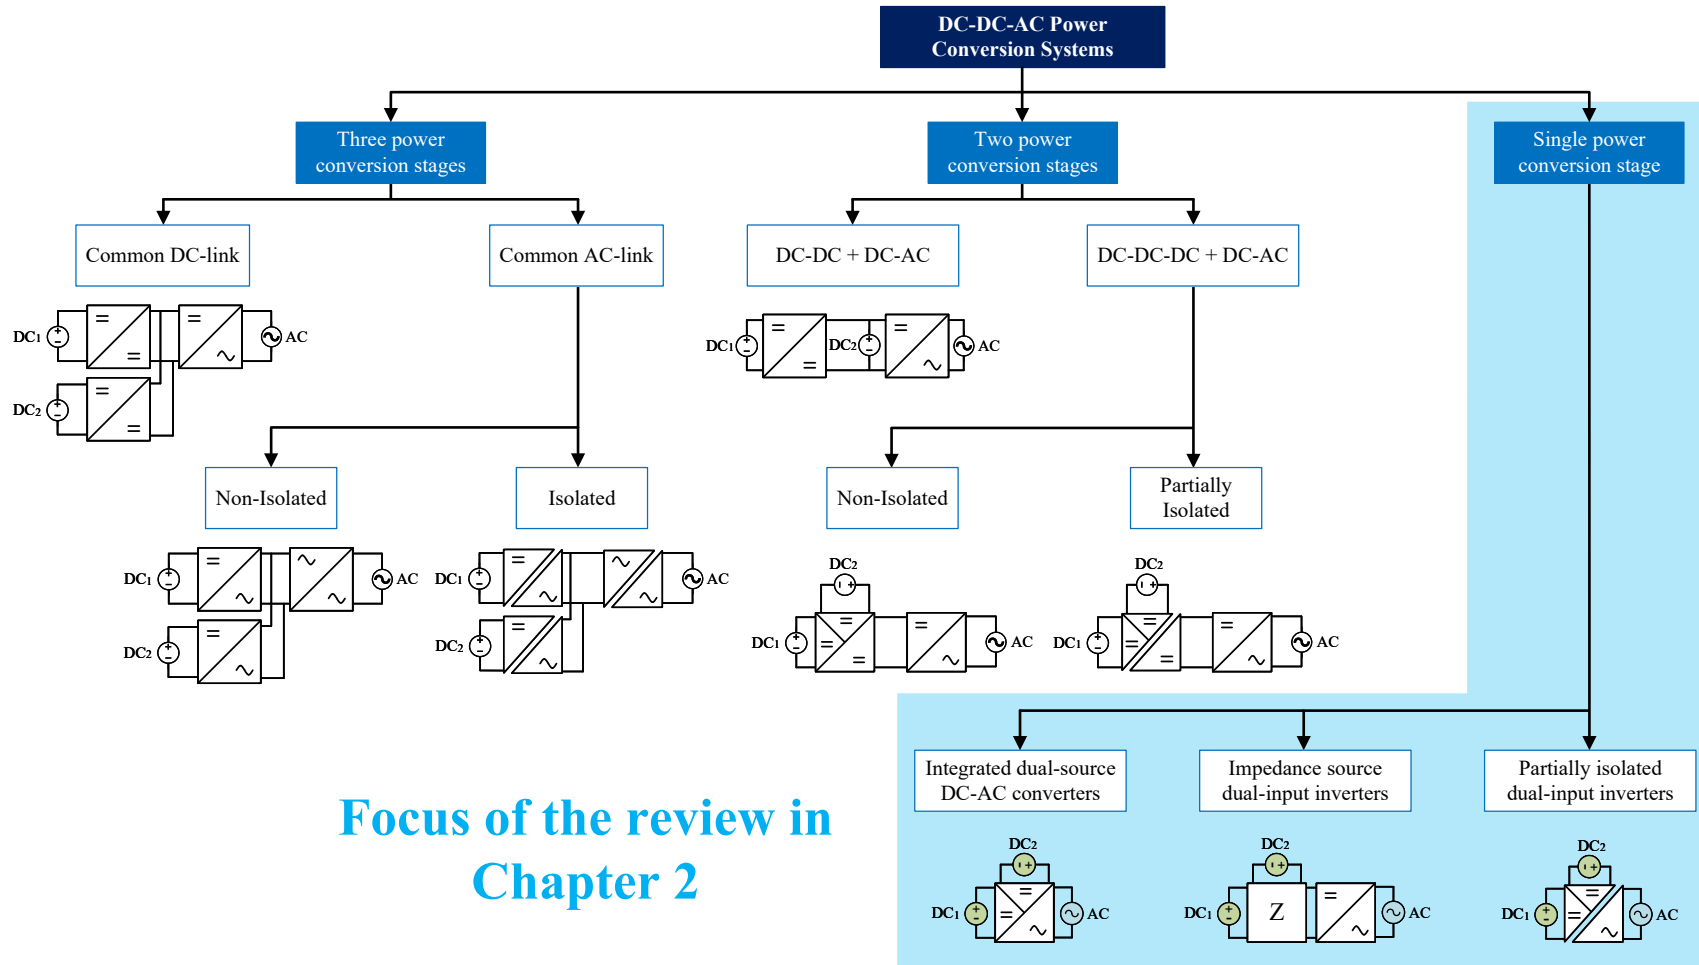 DC-DC-AC Power
Conversion Systems
Three power
conversion stages
Two power
conversion stages
Single power
conversion stage
Common DC-link
Common AC-link
DC-DC + DC-AC
DC-DC-DC + DC-AC
DC1
AC
DC2
DC1
DC2
AC
Non-Isolated
Isolated
Non-Isolated
Partially
Isolated
DC1
AC
DC2
DC1
AC
DC2
DC2
DC1
AC
DC2
DC1
AC
Integrated dual-source
DC-AC converters
Impedance source
dual-input inverters
Partially isolated
dual-input inverters
Focus of the review in
Chapter 2
DC2
DC1
AC
DC2
DC1
Z
AC
DC2
DC1
AC